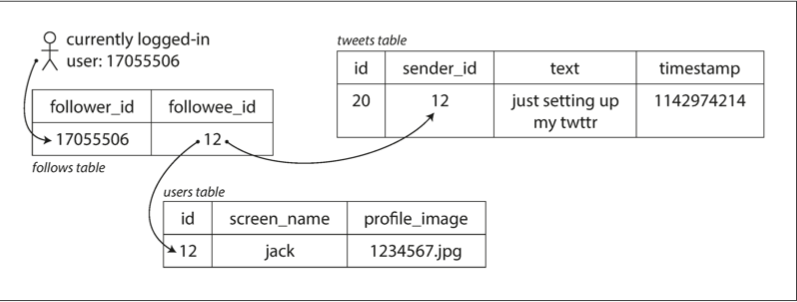 currently logged-in
user: 17055506
follower_id followee_id
17055506 12
follows table
tweets table
id sender_id text timestamp
20 12 just setting up 1142974214
my twttr
users table
id screen_name profile_image
12 jack 1234567.jpg